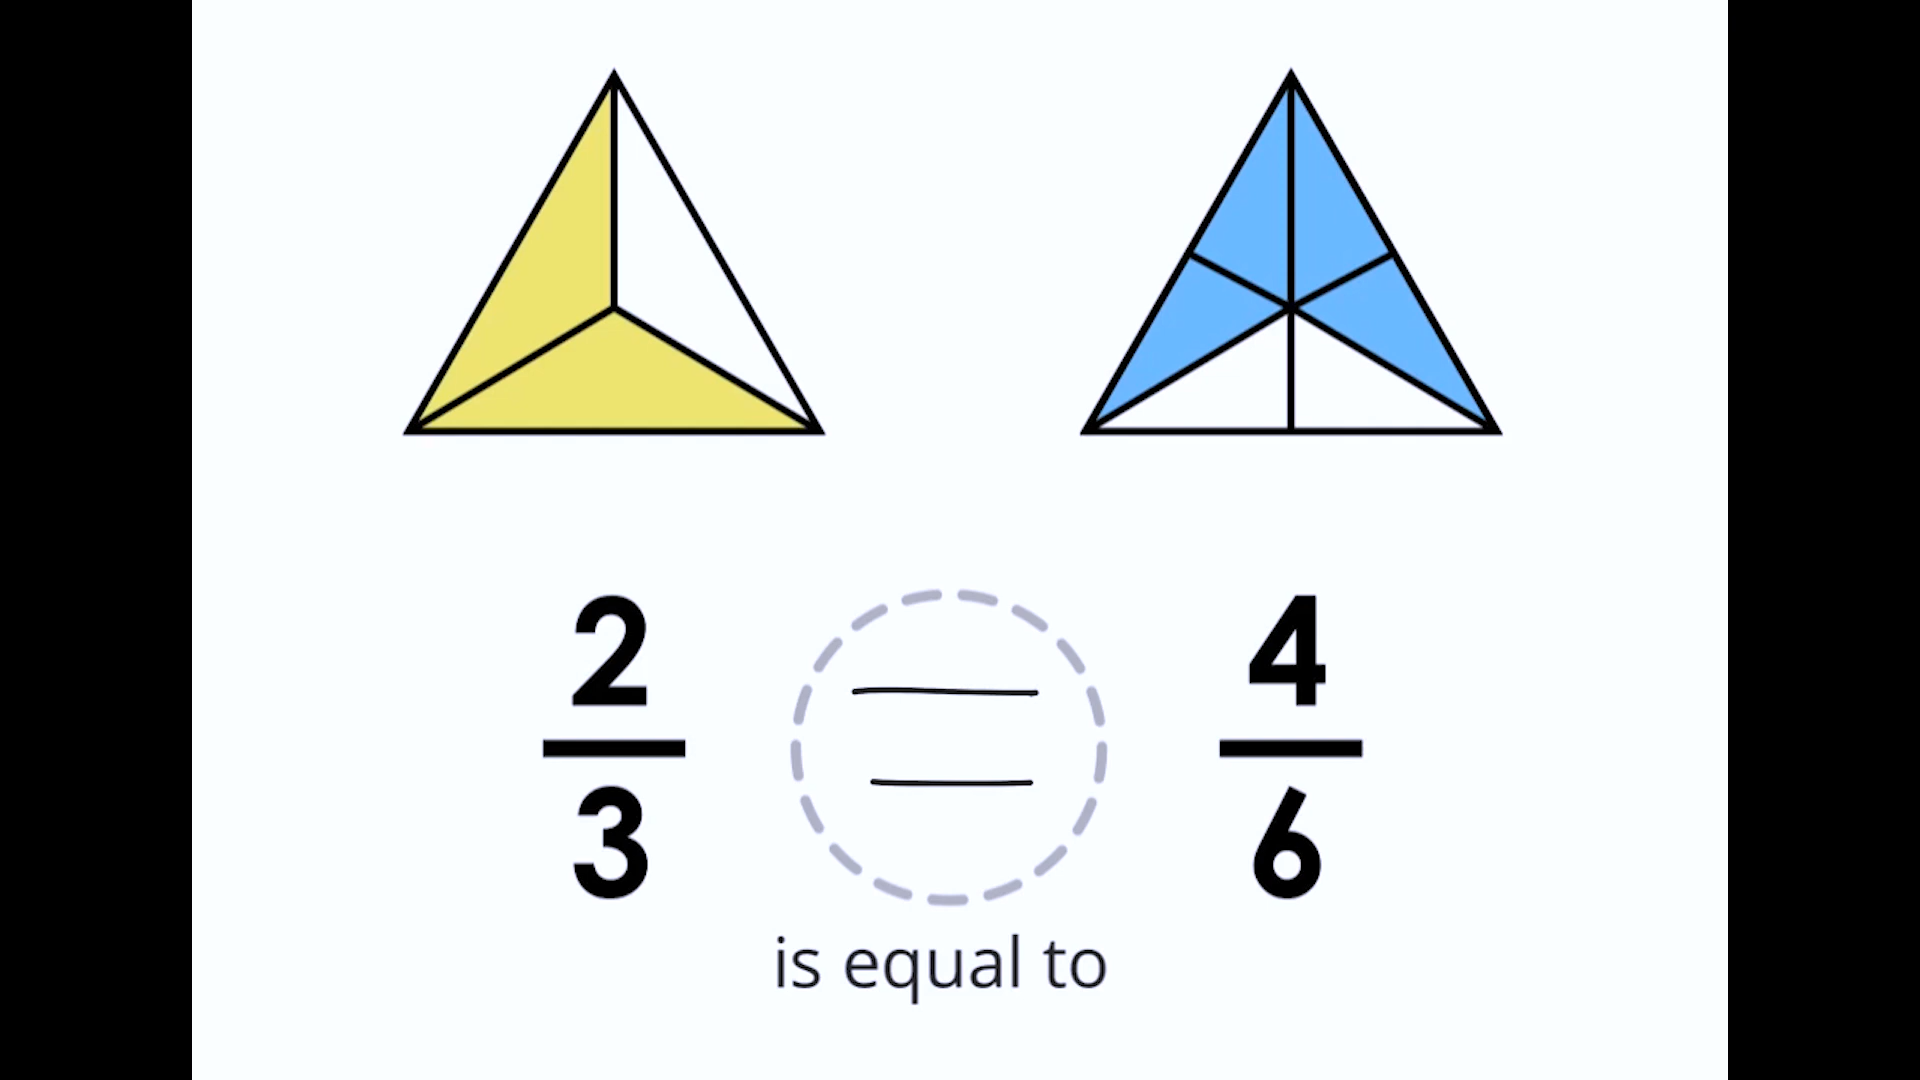 2/3 = 4/6
is equal to